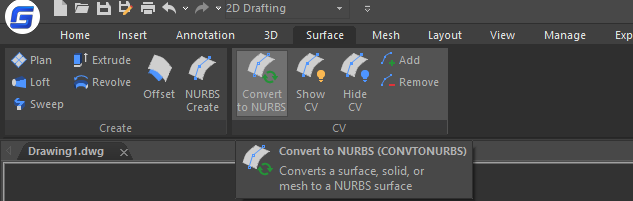 2D Drafting
Home Insert Annotation 3D Surface Mesh Layout View Manage Exp
Plan Extrude
Loft Revolve
Sweep
Offset
NURBS
Create
Convert
to NURBS
Show
CV
Hide
CV
Add
Remove
Create CV
Drawing1.dwg
Convert to NURBS (CONVTONURBS)
Converts a surface, solid, or
mesh to a NURBS surface